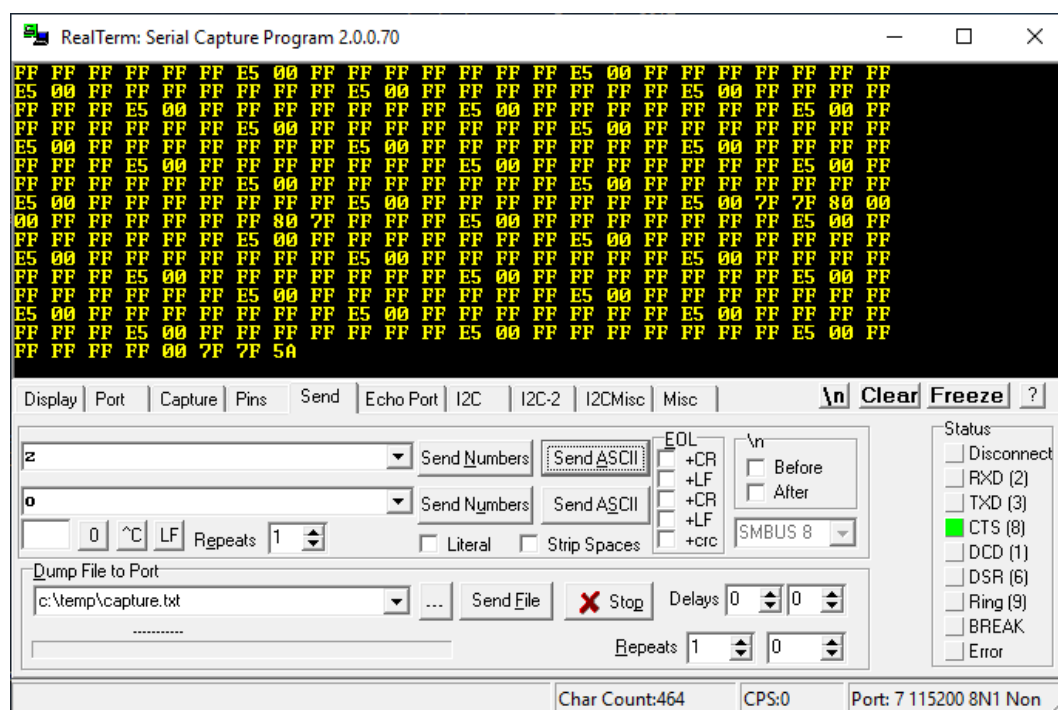 RealTerm: Serial Capture Program 2.0.0.70
FF FF FF FF FF FF E5 00 FF FF FF FF FF FF FF E5 00 FF FF FF FF FF FF FF
E5 00 FF FF FF FF FF FF FF E5 00 FF FF FF FF FF FF FF E5 00 FF FF FF FF
FF FF FF E5 00 FF FF FF FF FF FF FF E5 00 FF FF FF FF FF FF FF E5 00 FF
FF FF FF FF FF FF E5 00 FF FF FF FF FF FF FF E5 00 FF FF FF FF FF FF FF
E5 00 FF FF FF FF FF FF FF E5 00 FF FF FF FF FF FF FF E5 00 FF FF FF FF
FF FF FF E5 00 FF FF FF FF FF FF FF E5 00 FF FF FF FF FF FF FF E5 00 FF
FF FF FF FF FF FF E5 00 FF FF FF FF FF FF FF E5 00 FF FF FF FF FF FF FF
E5 00 FF FF FF FF FF FF FF E5 00 FF FF FF FF FF FF FF E5 00 7F 7F 80 00
00 FF FF FF FF FF FF 80 7F FF FF FF E5 00 FF FF FF FF FF FF FF E5 00 FF
FF FF FF FF FF FF E5 00 FF FF FF FF FF FF FF E5 00 FF FF FF FF FF FF FF
E5 00 FF FF FF FF FF FF FF E5 00 FF FF FF FF FF FF FF E5 00 FF FF FF FF
FF FF FF E5 00 FF FF FF FF FF FF FF E5 00 FF FF FF FF FF FF FF E5 00 FF
FF FF FF FF FF FF E5 00 FF FF FF FF FF FF FF E5 00 FF FF FF FF FF FF FF
E5 00 FF FF FF FF FF FF FF E5 00 FF FF FF FF FF FF FF E5 00 FF FF FF FF
FF FF FF E5 00 FF FF FF FF FF FF FF E5 00 FF FF FF FF FF FF FF E5 00 FF
FF FF FF FF 00 7F 7F 5A
Display Port Capture Pins Send Echo Port I2C I2C-2 I2CMisc Misc \n Clear Freeze ?
z Send Numbers Send ASCII
o Send Numbers Send ASCII
0 ^C LF Repeats 1 Literal Strip Spaces
EOL
+CR
+LF
+CR
+LF
+crc
\n
Before
After
SMBUS 8
Dump File to Port
c:\temp\capture.txt ... Send File Stop Delays 0 0
-----------
Repeats 1 0
Status
Disconnect
RXD (2)
TXD (3)
CTS (8)
DCD (1)
DSR (6)
Ring (9)
BREAK
Error
Char Count:464 CPS:0 Port: 7 115200 8N1 Non